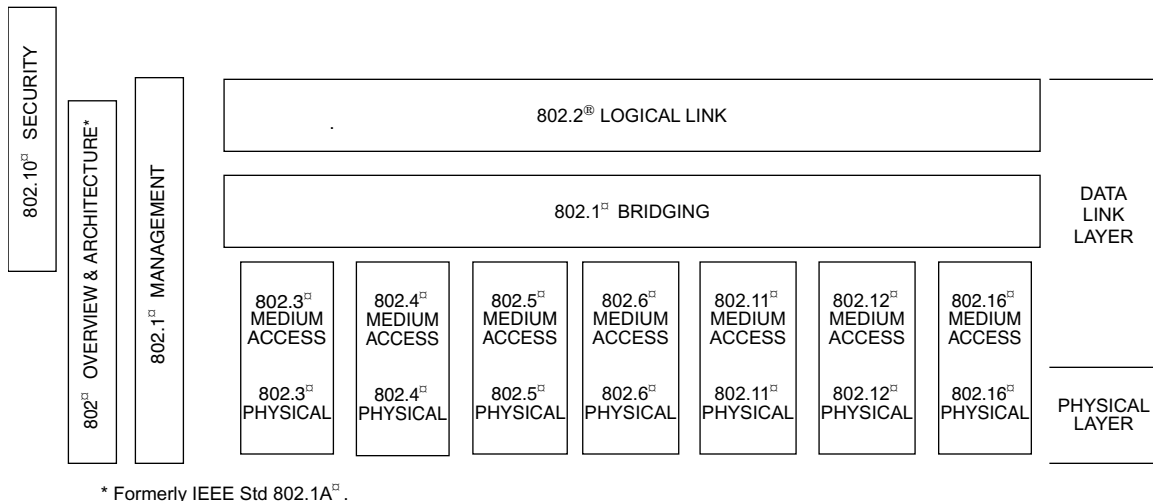 802.10¤ SECURITY
802¤ OVERVIEW & ARCHITECTURE*
802.1¤ MANAGEMENT
802.2® LOGICAL LINK
802.1¤ BRIDGING
802.3¤
MEDIUM
ACCESS
802.3¤
PHYSICAL
802.4¤
MEDIUM
ACCESS
802.4¤
PHYSICAL
802.5¤
MEDIUM
ACCESS
802.5¤
PHYSICAL
802.6¤
MEDIUM
ACCESS
802.6¤
PHYSICAL
802.11¤
MEDIUM
ACCESS
802.11¤
PHYSICAL
802.12¤
MEDIUM
ACCESS
802.12¤
PHYSICAL
802.16¤
MEDIUM
ACCESS
802.16¤
PHYSICAL
DATA
LINK
LAYER
PHYSICAL
LAYER
* Formerly IEEE Std 802.1A¤ .